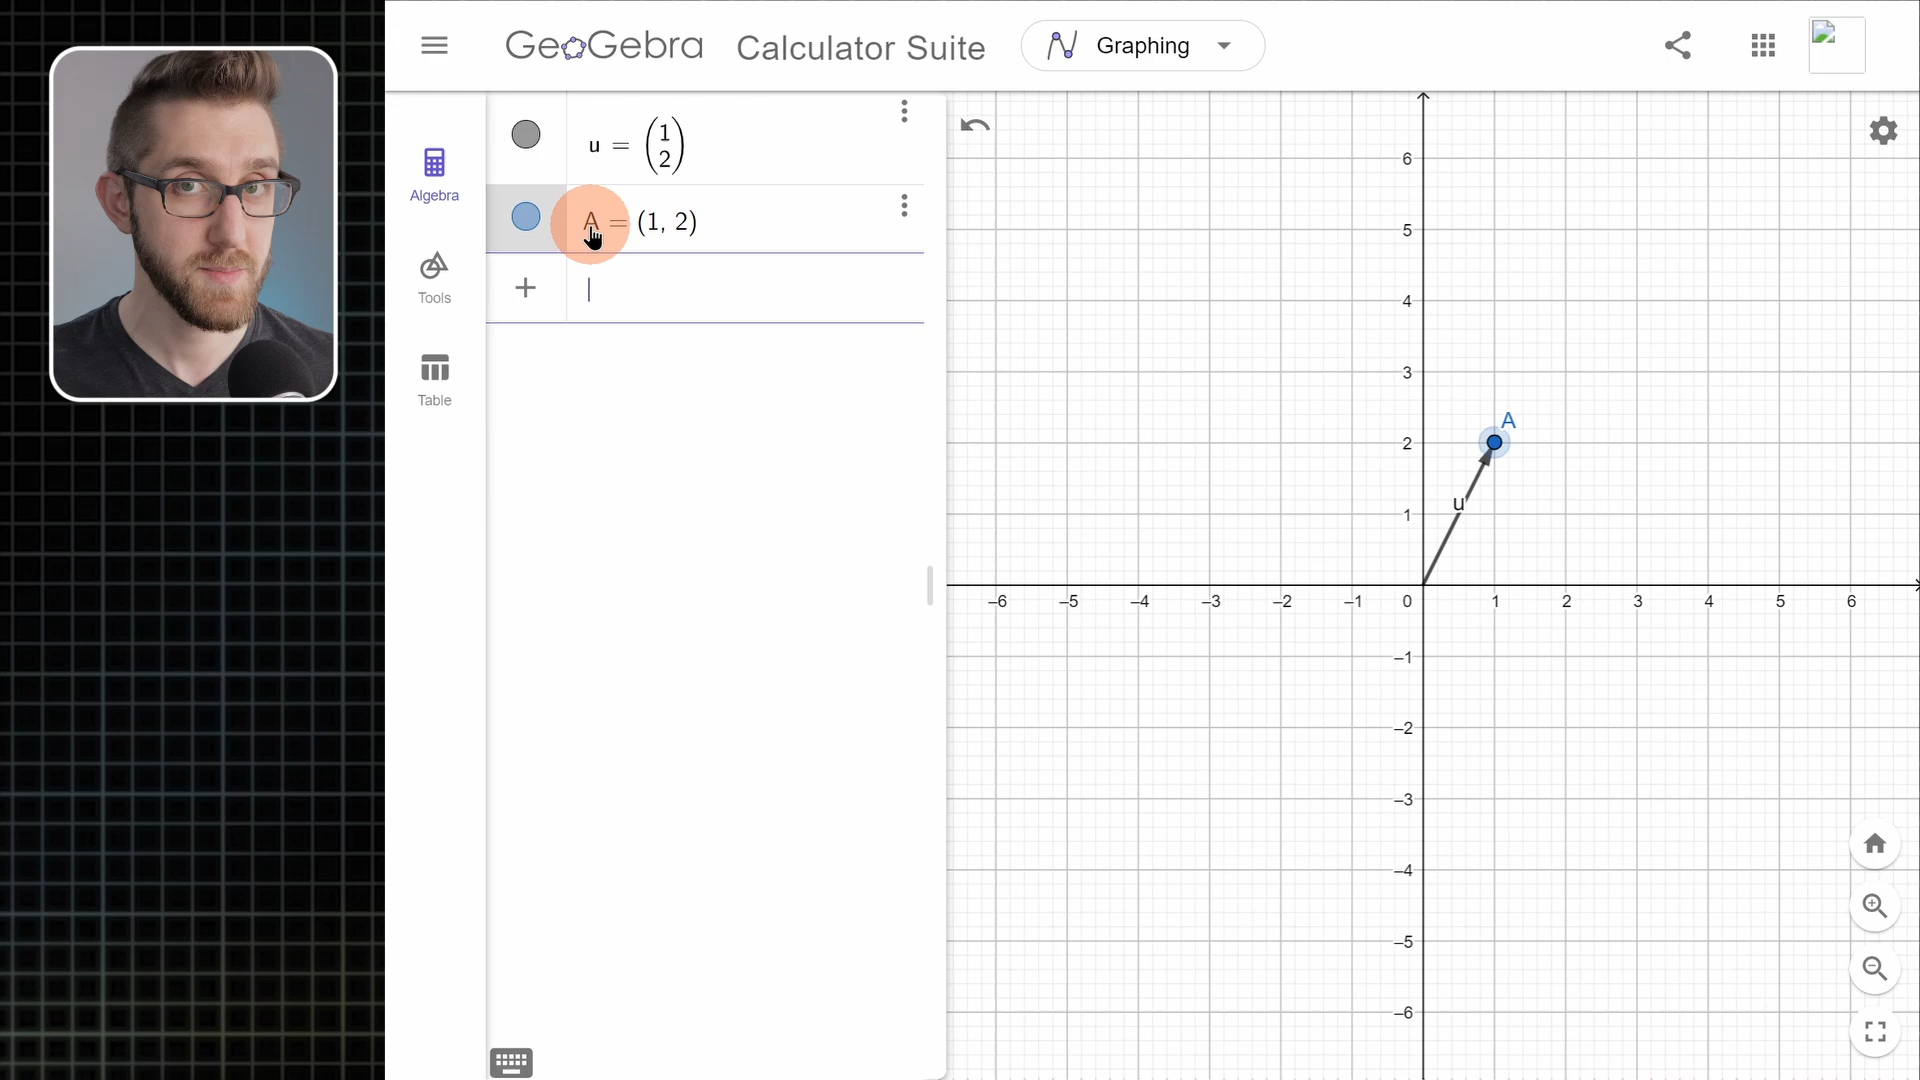 GeoGebra Calculator Suite Graphing
Algebra
Tools
Table
u = (1
2)
A = (1, 2)
6
5
4
3
2
1
A
u
–6 –5 –4 –3 –2 –1 0 1 2 3 4 5 6
–1
–2
–3
–4
–5
–6